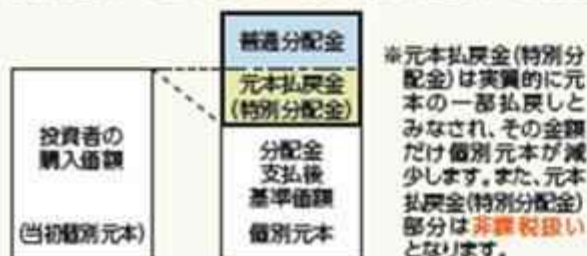 普通分配金
元本払戻金
(特別分配金)
投資者の
購入価額
(当初個別元本)
分配金
支払後
基準価額
個別元本
※元本払戻金(特別分
配金)は実質的に元
本の一部払戻しと
みなされ、その金額
だけ個別元本が減
少します。また、元本
払戻金(特別分配金)
部分は非課税扱い
となります。